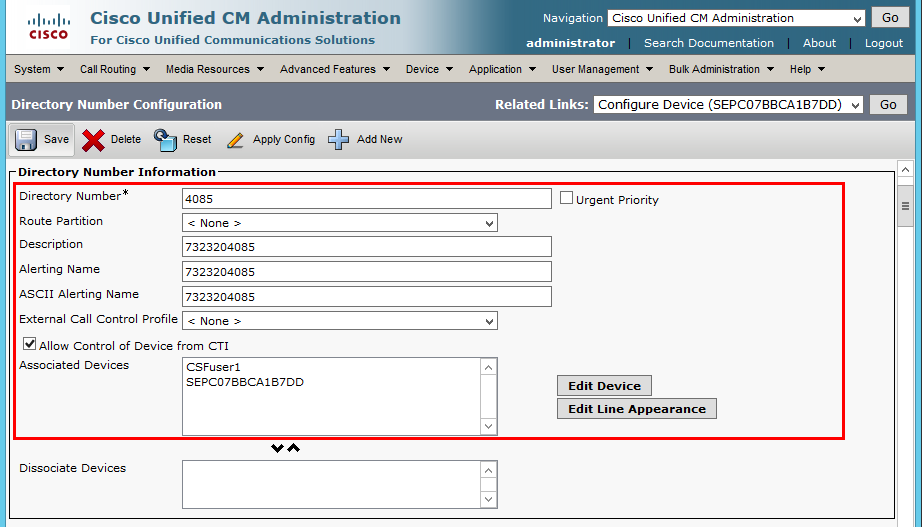 CISCO
Cisco Unified CM Administration
For Cisco Unified Communications Solutions
Navigation Cisco Unified CM Administration Go
administrator | Search Documentation | About | Logout
System Call Routing Media Resources Advanced Features Device Application User Management Bulk Administration Help
Directory Number Configuration
Related Links: Configure Device (SEPC07BBCA1B7DD) Go
Save Delete Reset Apply Config Add New
Directory Number Information
Directory Number* 4085 Urgent Priority
Route Partition < None >
Description 7323204085
Alerting Name 7323204085
ASCII Alerting Name 7323204085
External Call Control Profile < None >
Allow Control of Device from CTI
Associated Devices CSFuser1
SEPC07BBCA1B7DD
Edit Device
Edit Line Appearance
Dissociate Devices